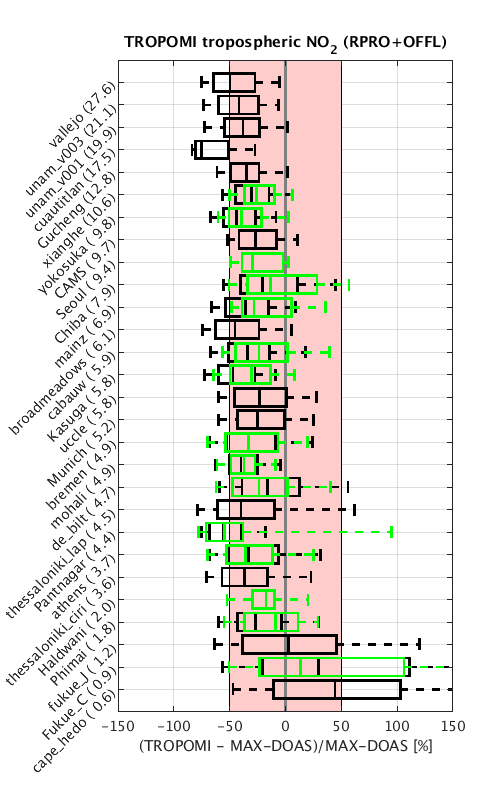 TROPOMI tropospheric NO2 (RPRO+OFFL)
vallejo (27.6)
unam_v003 (21.1)
unam_v001 (19.9)
cuautitlan (17.5)
Gucheng (12.8)
xianghe (10.6)
yokosuka ( 9.8)
CAMS ( 9.7)
Seoul ( 9.4)
Chiba ( 7.9)
mainz ( 6.9)
broadmeadows ( 6.1)
cabauw ( 5.9)
Kasuga ( 5.8)
uccle ( 5.8)
Munich ( 5.2)
bremen ( 4.9)
mohali ( 4.9)
de_bilt ( 4.7)
thessaloniki_lap ( 4.5)
Pantnagar ( 4.4)
athens ( 3.7)
thessaloniki_ciri ( 3.6)
Haldwani ( 2.0)
Phimai ( 1.8)
fukue_J ( 1.2)
Fukue_C ( 0.9)
cape_hedo ( 0.6)
-150 -100 -50 0 50 100 150
(TROPOMI - MAX-DOAS)/MAX-DOAS [%]